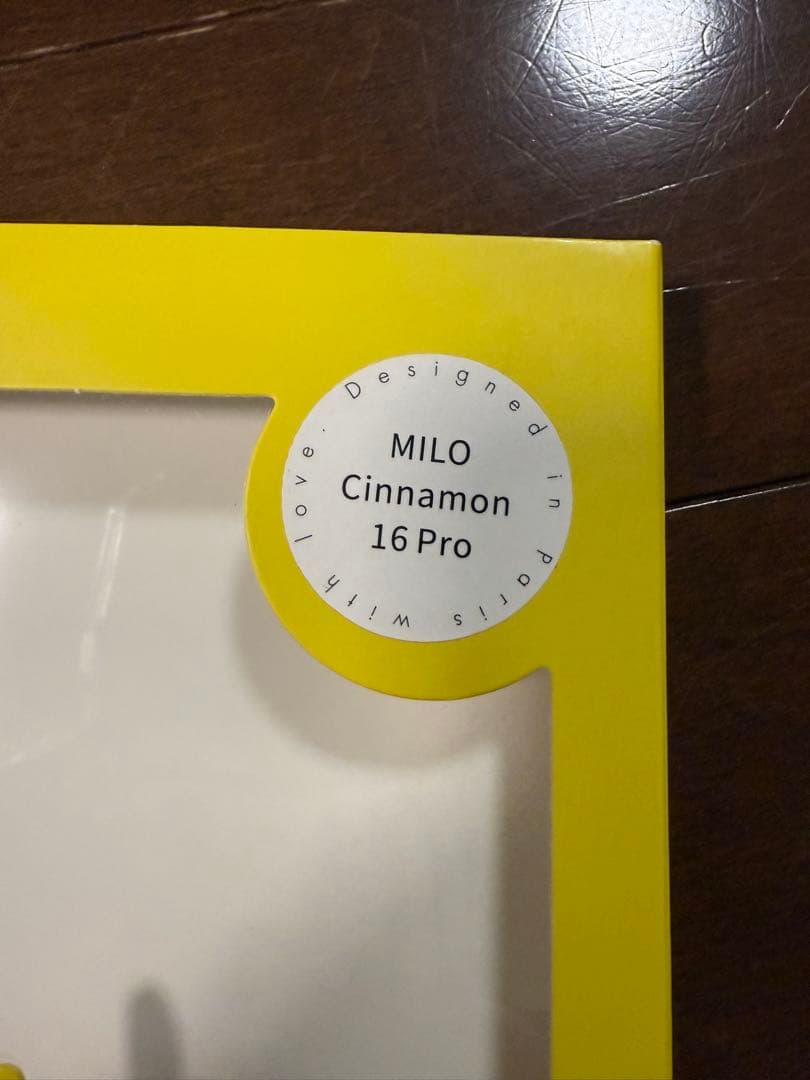 MILO
Cinnamon
16 Pro
Designed in paris with love.